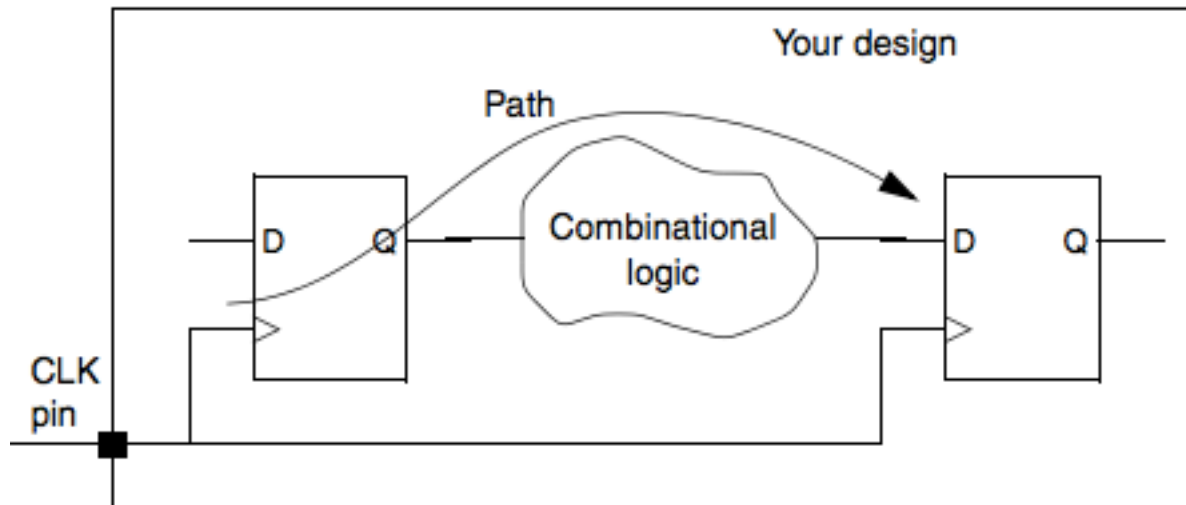 Your design
Path
D
Q
Combinational
logic
D
Q
CLK
pin